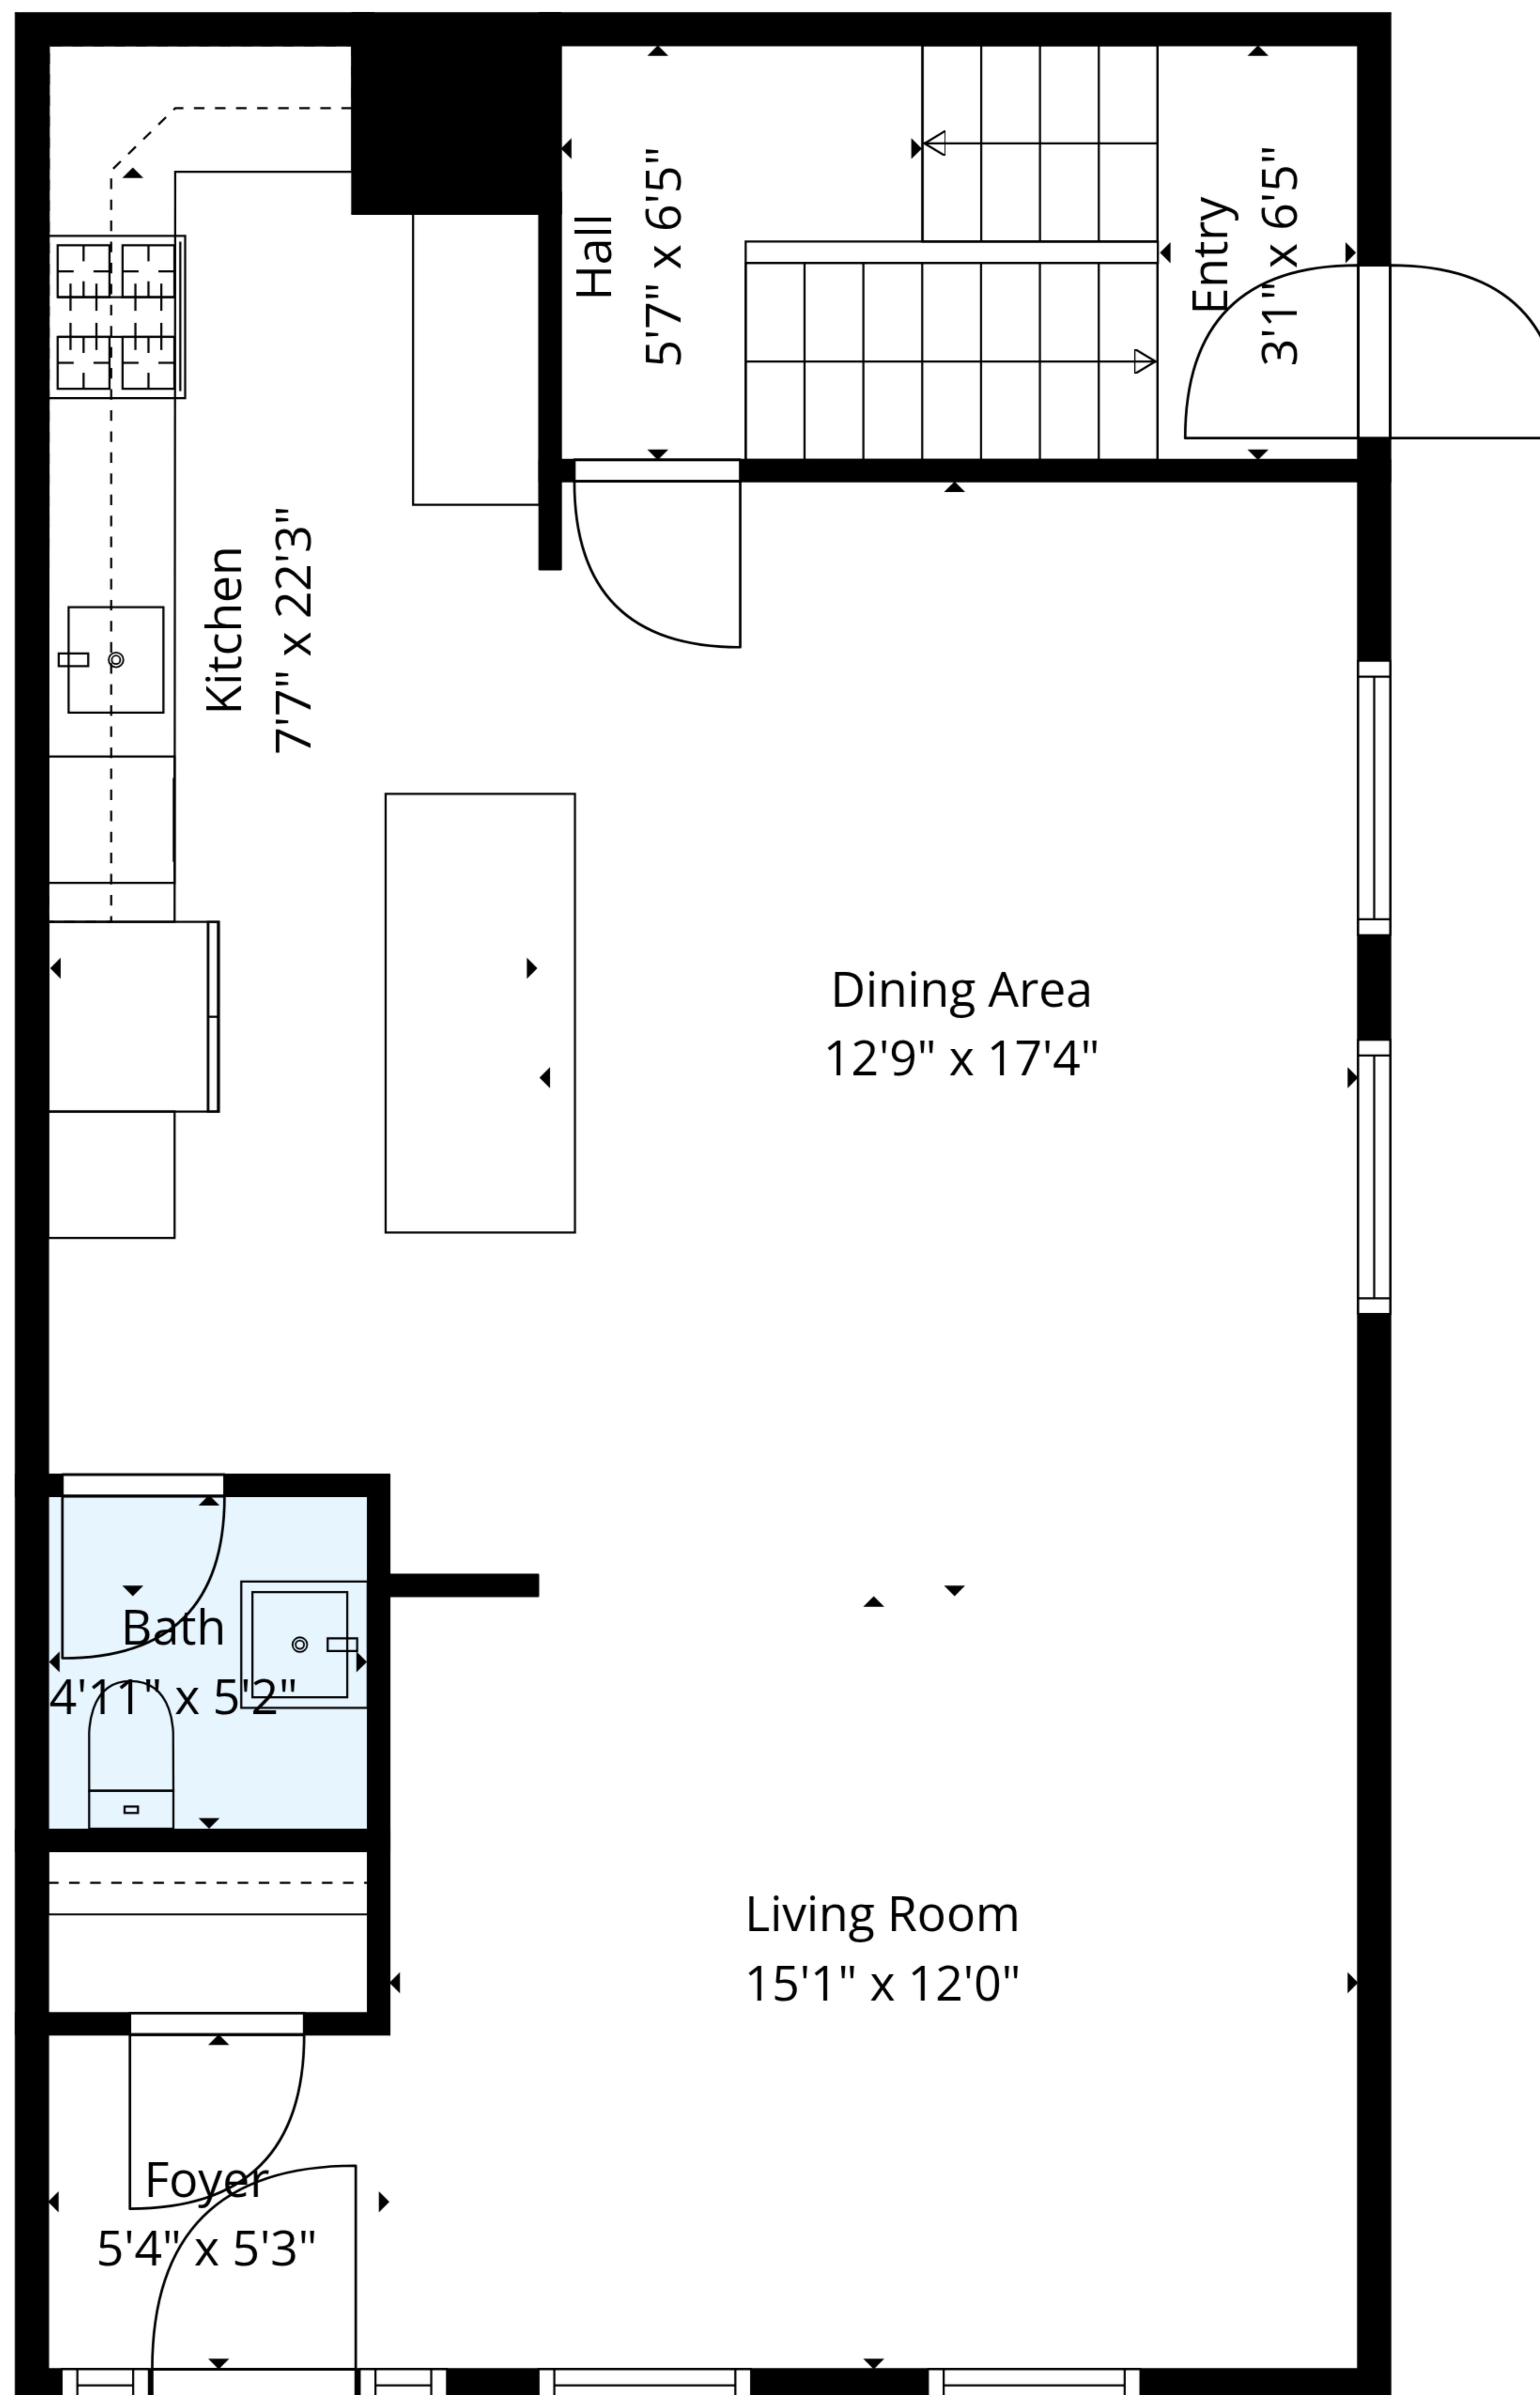 Hall
5'7" x 6'5"
Entry
3'1" x 6'5"
Kitchen
7'7" x 22'3"
Dining Area
12'9" x 17'4"
Bath
4'11" x 5'2"
Living Room
15'1" x 12'0"
Foyer
5'4" x 5'3"